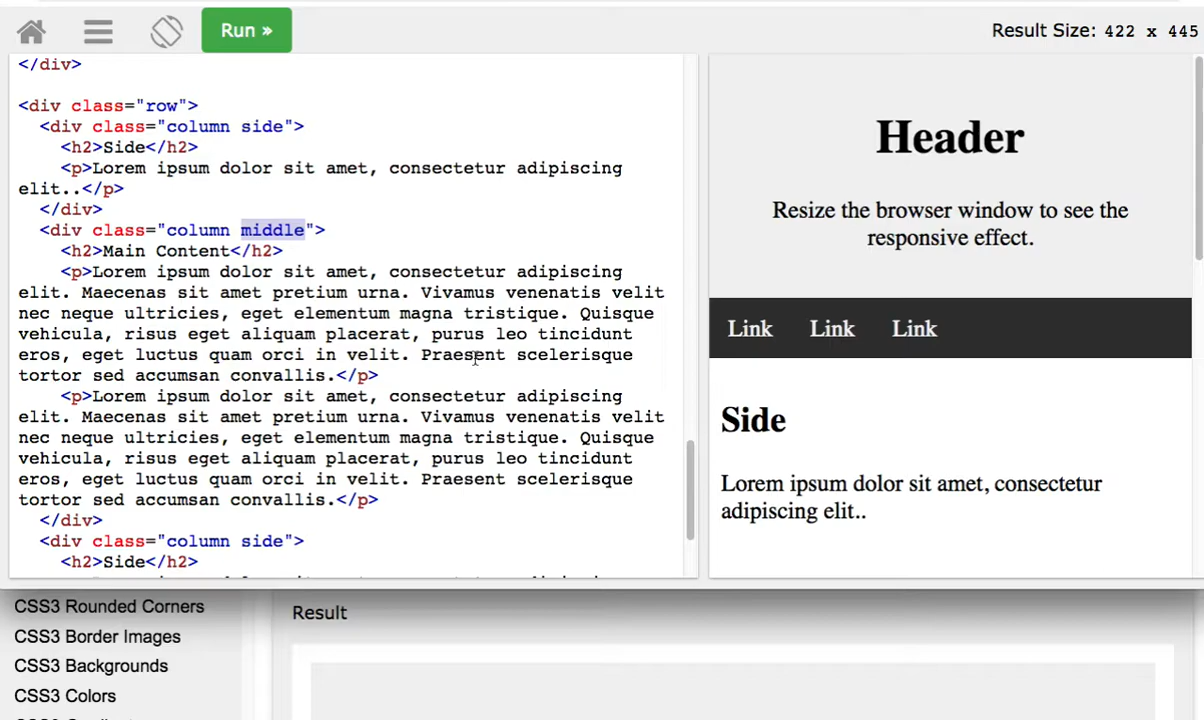 Run »
Result Size: 422 x 445
</div>
<div class="row">
<div class="column side">
<h2>Side</h2>
<p>Lorem ipsum dolor sit amet, consectetur adipiscing
elit..</p>
</div>
<div class="column middle">
<h2>Main Content</h2>
<p>Lorem ipsum dolor sit amet, consectetur adipiscing
elit. Maecenas sit amet pretium urna. Vivamus venenatis velit
nec neque ultricies, eget elementum magna tristique. Quisque
vehicula, risus eget aliquam placerat, purus leo tincidunt
eros, eget luctus quam orci in velit. Praesent scelerisque
tortor sed accumsan convallis.</p>
<p>Lorem ipsum dolor sit amet, consectetur adipiscing
elit. Maecenas sit amet pretium urna. Vivamus venenatis velit
nec neque ultricies, eget elementum magna tristique. Quisque
vehicula, risus eget aliquam placerat, purus leo tincidunt
eros, eget luctus quam orci in velit. Praesent scelerisque
tortor sed accumsan convallis.</p>
</div>
<div class="column side">
<h2>Side</h2>
Header
Resize the browser window to see the
responsive effect.
Link Link Link
Side
Lorem ipsum dolor sit amet, consectetur
adipiscing elit..
CSS3 Rounded Corners
CSS3 Border Images
CSS3 Backgrounds
CSS3 Colors
Result